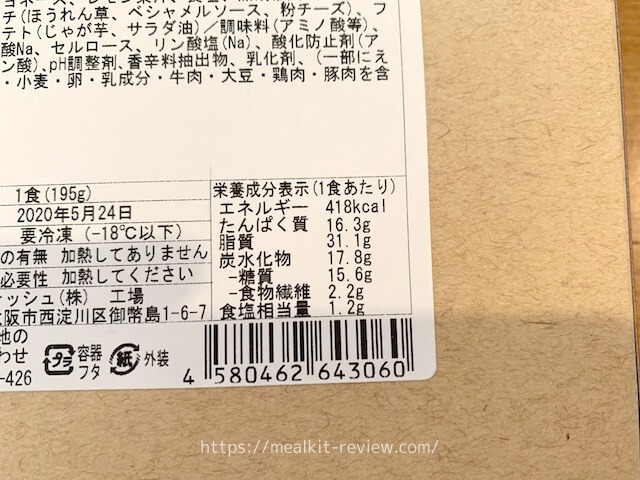 チ(ほうれん草、ベシャメルソース、粉チーズ)、フ
テト(じゃが芋、サラダ油)／調味料(アミノ酸等)、
酸Na、セルロース、リン酸塩(Na)、酸化防止剤(ア
ン酸)、pH調整剤、香辛料抽出物、乳化剤、(一部にえ
・小麦・卵・乳成分・牛肉・大豆・鶏肉・豚肉を含
1食(195g)
2020年5月24日
要冷凍(-18℃以下)
の有無 加熱してありません
必要性 加熱してください
ッシュ(株) 工場
阪市西淀川区御幣島1-6-7
地の
わせ
-426
栄養成分表示(1食あたり)
エネルギー 418kcal
たんぱく質 16.3g
脂質 31.1g
炭水化物 17.8g
-糖質 15.6g
-食物繊維 2.2g
食塩相当量 1.2g
プラ 容器 フタ 紙 外装
4 580462 643060
https://mealkit-review.com/